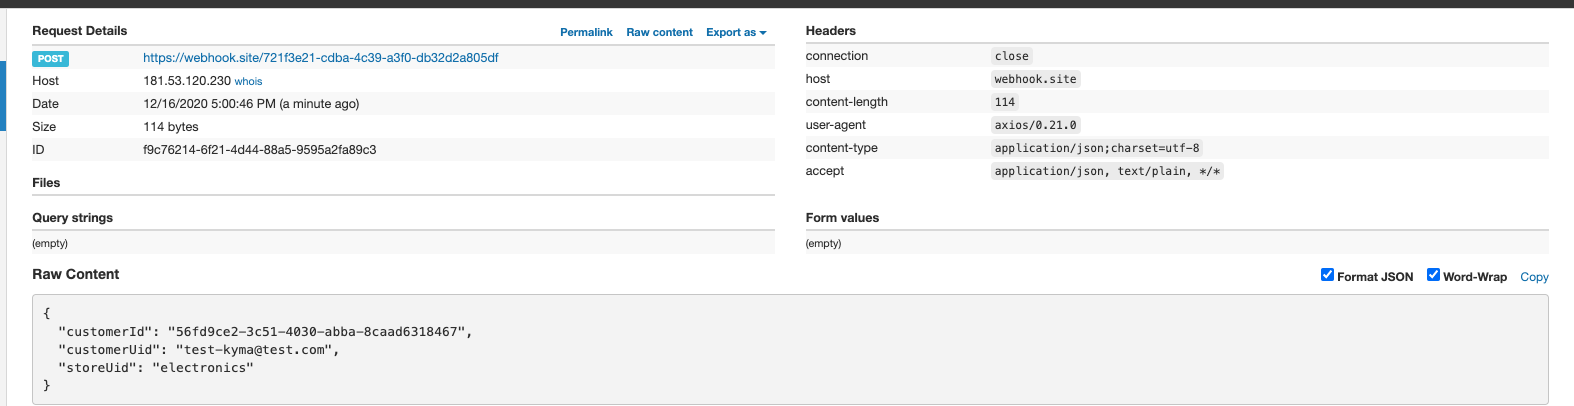 Request Details Permalink Raw content Export as
POST https://webhook.site/721f3e21-cdba-4c39-a3f0-db32d2a805df
Host 181.53.120.230 whois
Date 12/16/2020 5:00:46 PM (a minute ago)
Size 114 bytes
ID f9c76214-6f21-4d44-88a5-9595a2fa89c3
Files
Query strings
(empty)
Headers
connection close
host webhook.site
content-length 114
user-agent axios/0.21.0
content-type application/json;charset=utf-8
accept application/json, text/plain, */*
Form values
(empty)
Raw Content Format JSON Word-Wrap Copy
{
  "customerId": "56fd9ce2-3c51-4030-abba-8caad6318467",
  "customerUid": "test-kyma@test.com",
  "storeUid": "electronics"
}